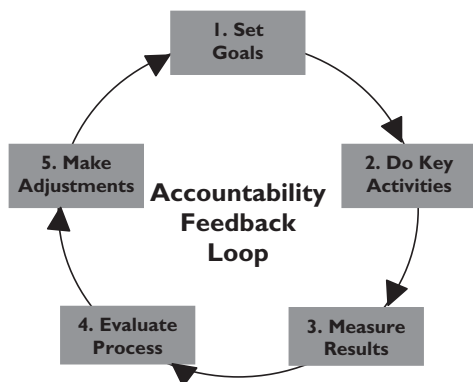 1. Set
Goals
2. Do Key
Activities
3. Measure
Results
4. Evaluate
Process
5. Make
Adjustments
Accountability
Feedback
Loop